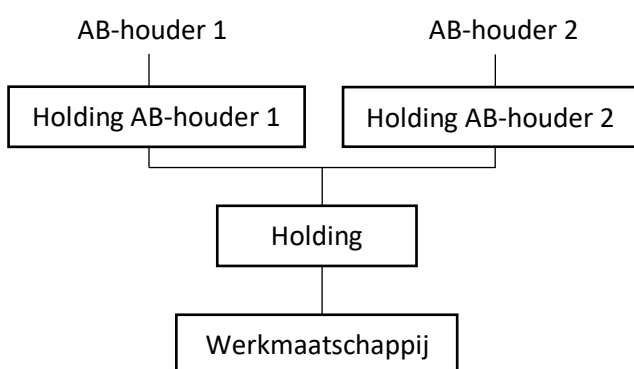 AB-houder 1
AB-houder 2
Holding AB-houder 1
Holding AB-houder 2
Holding
Werkmaatschappij